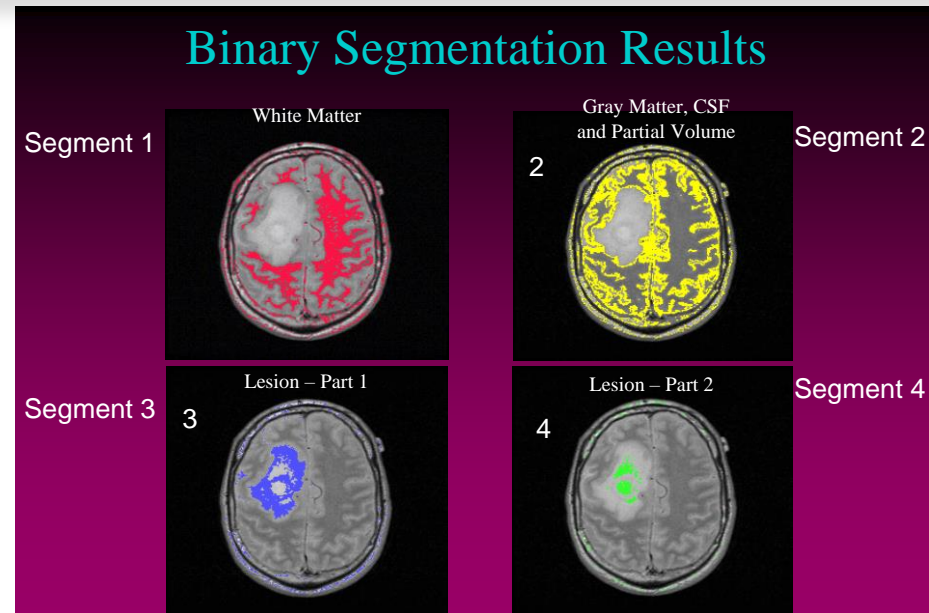 Binary Segmentation Results
Segment 1
White Matter
Gray Matter, CSF
and Partial Volume
2
Segment 2
Segment 3
3
Lesion – Part 1
Lesion – Part 2
4
Segment 4